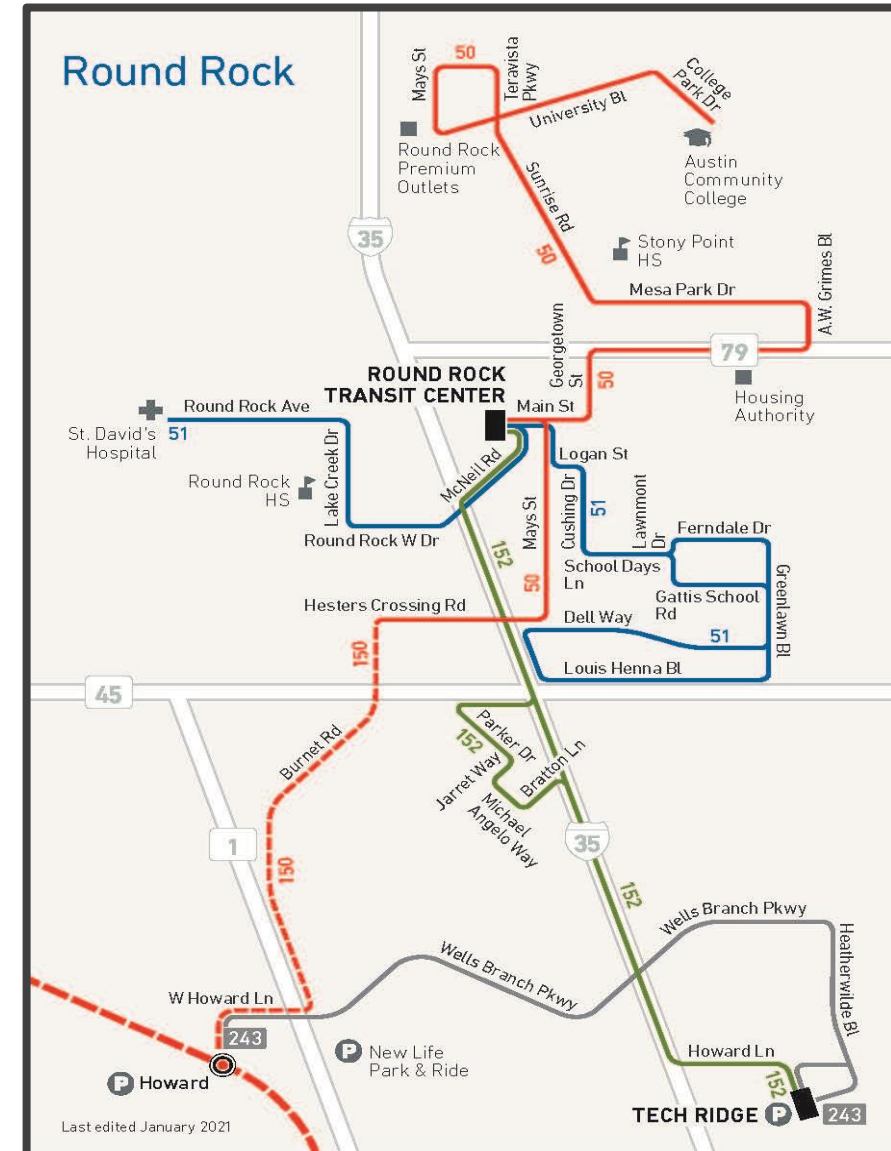 Round Rock
Mays St
50
Teravista
Pkwy
College
Park Dr
University Bl
Round Rock
Premium
Outlets
Austin
Community
College
Sunrise Rd
35
50
Stony Point
HS
Mesa Park Dr
A.W. Grimes Bl
Georgetown
St
50
79
Housing
Authority
ROUND ROCK
TRANSIT CENTER
Main St
Round Rock Ave
51
St. David's
Hospital
Lake Creek Dr
Round Rock
HS
McNeil Rd
Logan St
Mays St
Cushing Dr
51
Lawnmont
Dr
Ferndale Dr
Round Rock W Dr
152
School Days
Ln
Gattis School
Rd
Greenlawn Bl
50
Hesters Crossing Rd
Dell Way
51
150
Louis Henna Bl
45
Parker Dr
152
Jarret Way
Bratton Ln
Michael
Angelo Way
Burnet Rd
1
35
150
152
Wells Branch Pkwy
Wells Branch Pkwy
Heatherwilde Bl
W Howard Ln
243
P New Life
Park & Ride
P Howard
Howard Ln
152
TECH RIDGE P
243
Last edited January 2021